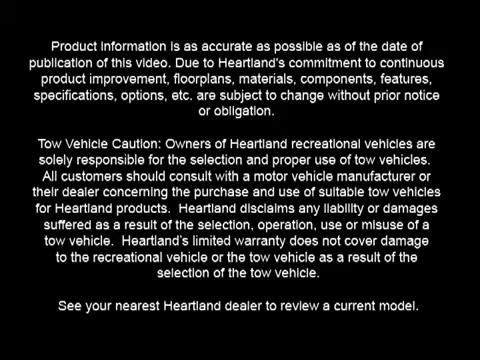 Product Information is as accurate as possible as of the date of
publication of this video. Due to Heartland's commitment to continuous
product improvement, floorplans, materials, components, features,
specifications, options, etc. are subject to change without prior notice
or obligation.
Tow Vehicle Caution: Owners of Heartland recreational vehicles are
solely responsible for the selection and proper use of tow vehicles.
All customers should consult with a motor vehicle manufacturer or
their dealer concerning the purchase and use of suitable tow vehicles
for Heartland products.  Heartland disclaims any liability or damages
suffered as a result of the selection, operation, use or misuse of a
tow vehicle.  Heartland's limited warranty does not cover damage
to the recreational vehicle or the tow vehicle as a result of the
selection of the tow vehicle.
See your nearest Heartland dealer to review a current model.